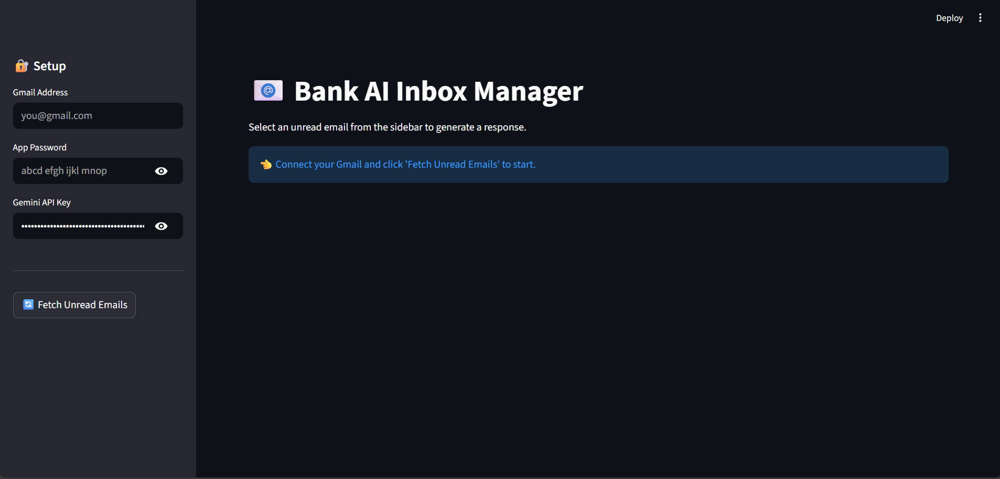 Deploy
Setup
Gmail Address
you@gmail.com
App Password
abcd efgh ijkl mnop
Gemini API Key
Fetch Unread Emails
Bank AI Inbox Manager
Select an unread email from the sidebar to generate a response.
Connect your Gmail and click 'Fetch Unread Emails' to start.